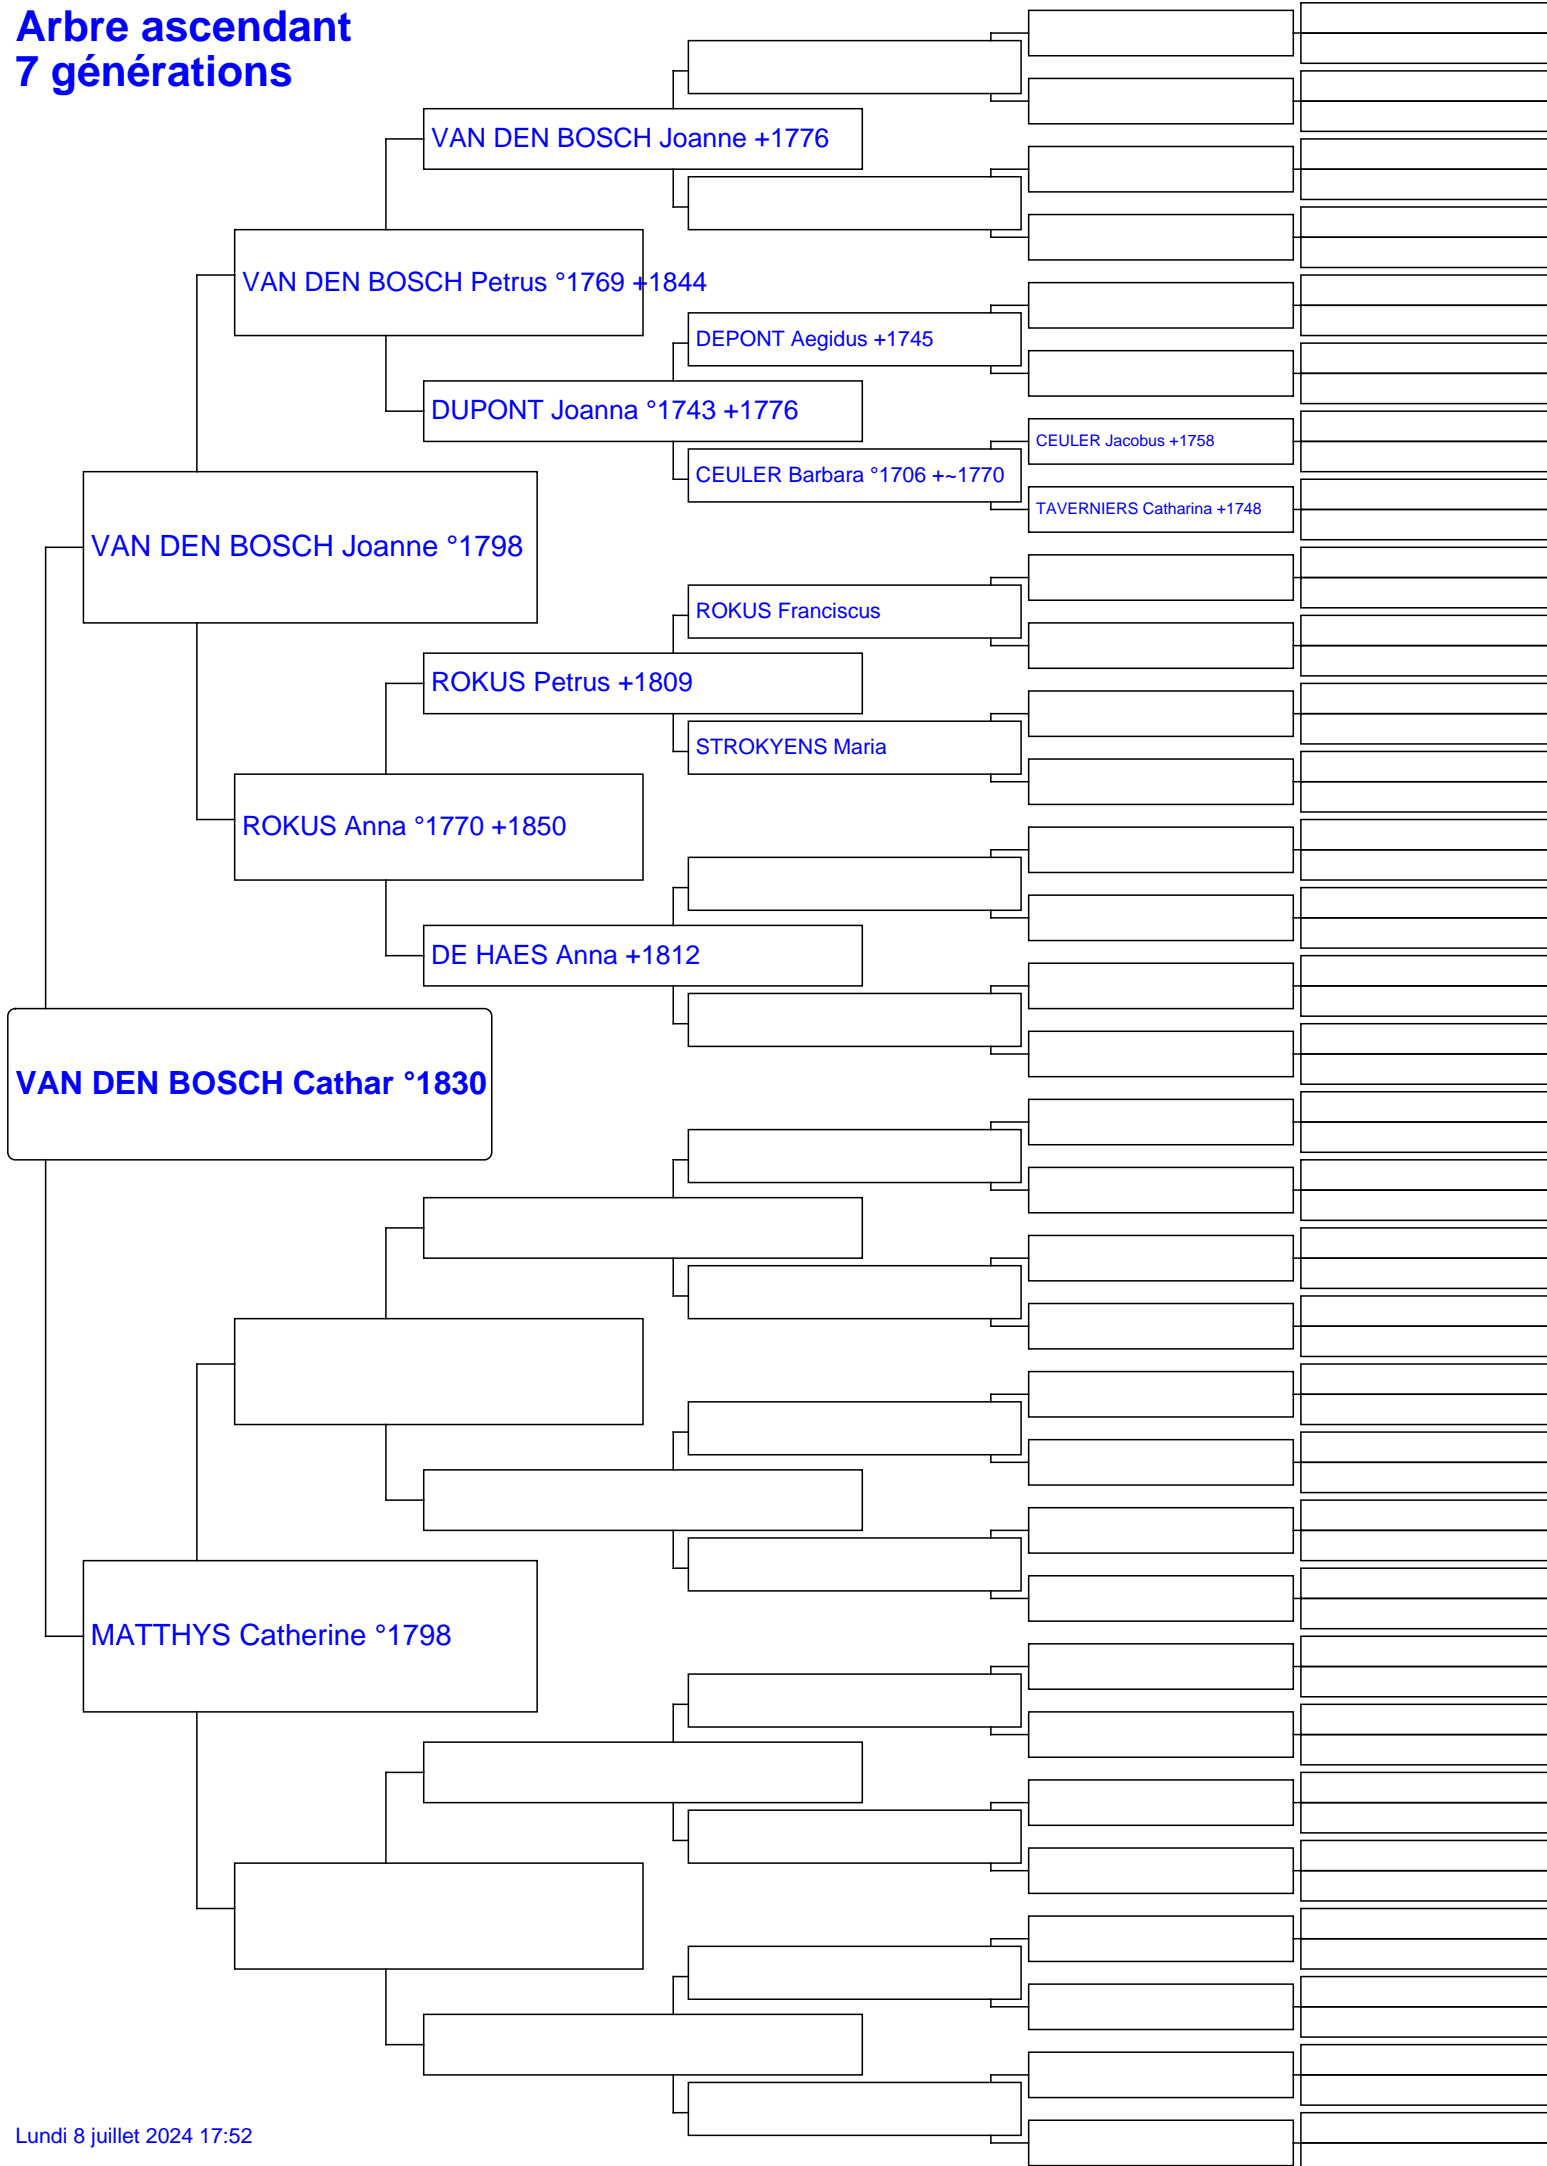 Arbre ascendant
7 générations
VAN DEN BOSCH Joanne +1776
VAN DEN BOSCH Petrus °1769 +1844
DEPONT Aegidus +1745
DUPONT Joanna °1743 +1776
CEULER Jacobus +1758
CEULER Barbara °1706 +~1770
TAVERNIERS Catharina +1748
VAN DEN BOSCH Joanne °1798
ROKUS Franciscus
ROKUS Petrus +1809
STROKYENS Maria
ROKUS Anna °1770 +1850
DE HAES Anna +1812
VAN DEN BOSCH Cathar °1830
MATTHYS Catherine °1798
Lundi 8 juillet 2024 17:52